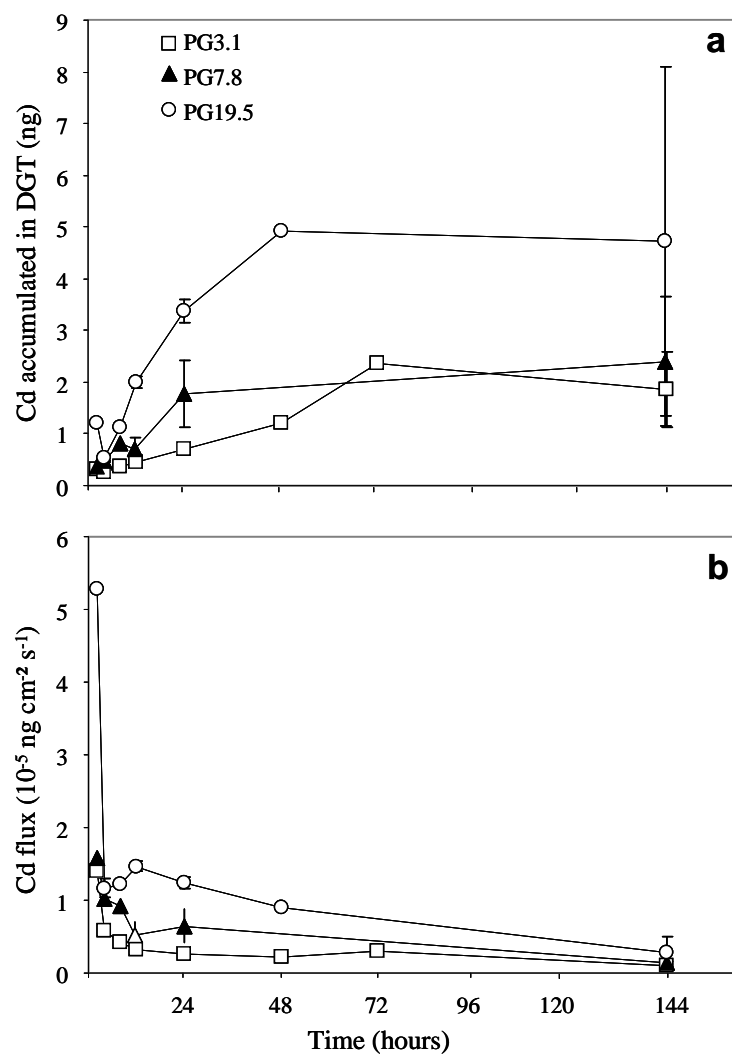 a
PG3.1
PG7.8
PG19.5
Cd accumulated in DGT (ng)
9
8
7
6
5
4
3
2
1
0
b
Cd flux (10⁻⁵ ng cm⁻² s⁻¹)
6
5
4
3
2
1
0
24 48 72 96 120 144
Time (hours)